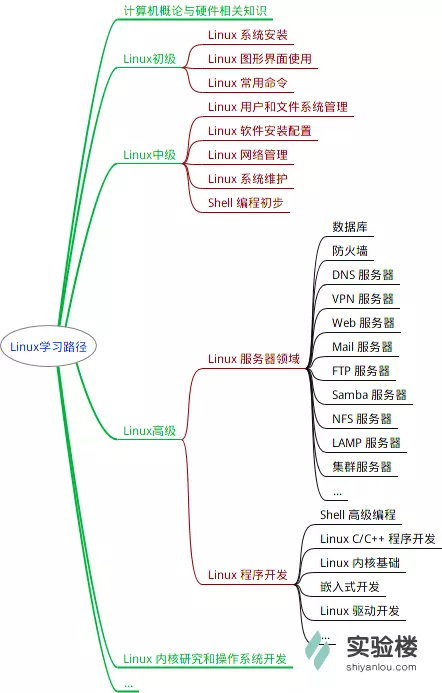 计算机概论与硬件相关知识
Linux初级
Linux 系统安装
Linux 图形界面使用
Linux 常用命令
Linux中级
Linux 用户和文件系统管理
Linux 软件安装配置
Linux 网络管理
Linux 系统维护
Shell 编程初步
Linux学习路径
Linux高级
Linux 服务器领域
数据库
防火墙
DNS 服务器
VPN 服务器
Web 服务器
Mail 服务器
FTP 服务器
Samba 服务器
NFS 服务器
LAMP 服务器
集群服务器
...
Linux 程序开发
Shell 高级编程
Linux C/C++ 程序开发
Linux 内核基础
嵌入式开发
Linux 驱动开发
...
Linux 内核研究和操作系统开发
...
实验楼
shiyanlou.com